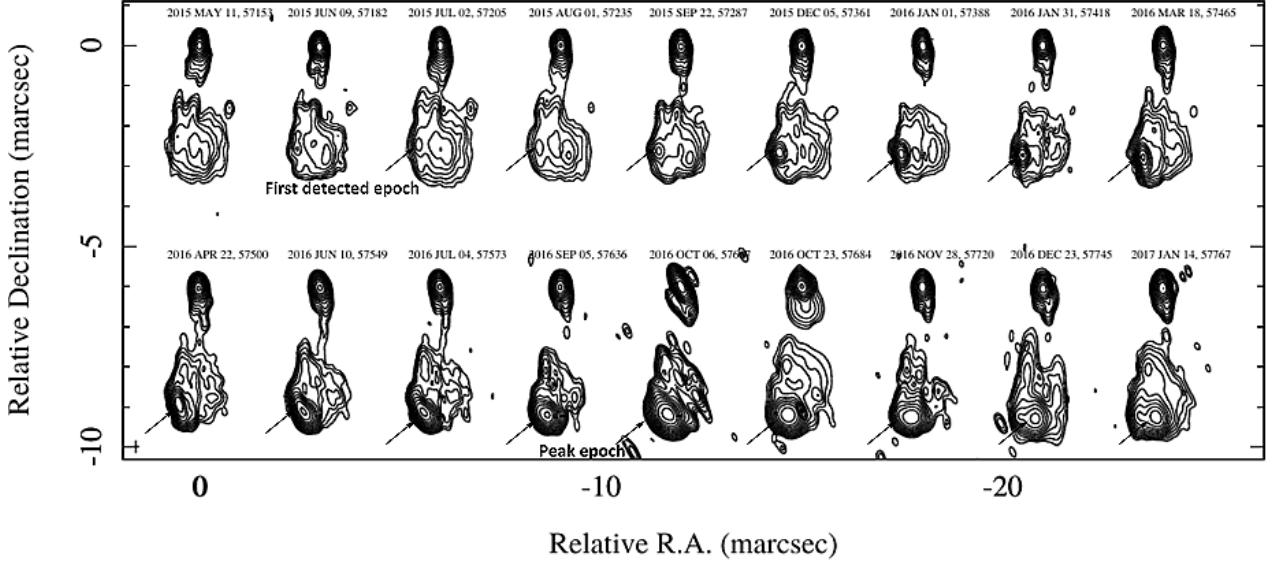 2015 MAY 11, 57153 2015 JUN 09, 57182 2015 JUL 02, 57205 2015 AUG 01, 57235 2015 SEP 22, 57287 2015 DEC 05, 57361 2016 JAN 01, 57388 2016 JAN 31, 57418 2016 MAR 18, 57465
0
First detected epoch
-5
2016 APR 22, 57500 2016 JUN 10, 57549 2016 JUL 04, 57573 2016 SEP 05, 57636 2016 OCT 06, 2016 OCT 23, 57684 2016 NOV 28, 57720 2016 DEC 23, 57745 2017 JAN 14, 57767
Peak epoch
-10
0 -10 -20
Relative R.A. (marcsec)
Relative Declination (marcsec)